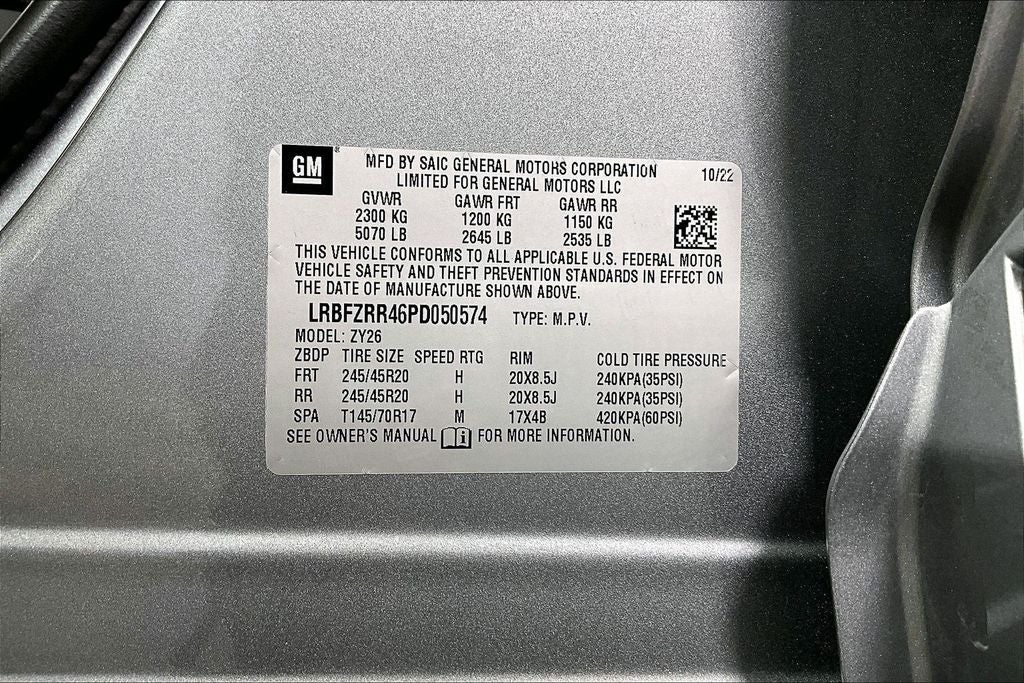 GM
MFD BY SAIC GENERAL MOTORS CORPORATION 10/22
LIMITED FOR GENERAL MOTORS LLC
GVWR GAWR FRT GAWR RR
2300 KG 1200 KG 1150 KG
5070 LB 2645 LB 2535 LB
THIS VEHICLE CONFORMS TO ALL APPLICABLE U.S. FEDERAL MOTOR
VEHICLE SAFETY AND THEFT PREVENTION STANDARDS IN EFFECT ON
THE DATE OF MANUFACTURE SHOWN ABOVE.
LRBFZRR46PD050574 TYPE: M.P.V.
MODEL: ZY26
ZBDP TIRE SIZE SPEED RTG RIM COLD TIRE PRESSURE
FRT 245/45R20 H 20X8.5J 240KPA(35PSI)
RR 245/45R20 H 20X8.5J 240KPA(35PSI)
SPA T145/70R17 M 17X4B 420KPA(60PSI)
SEE OWNER'S MANUAL i FOR MORE INFORMATION.